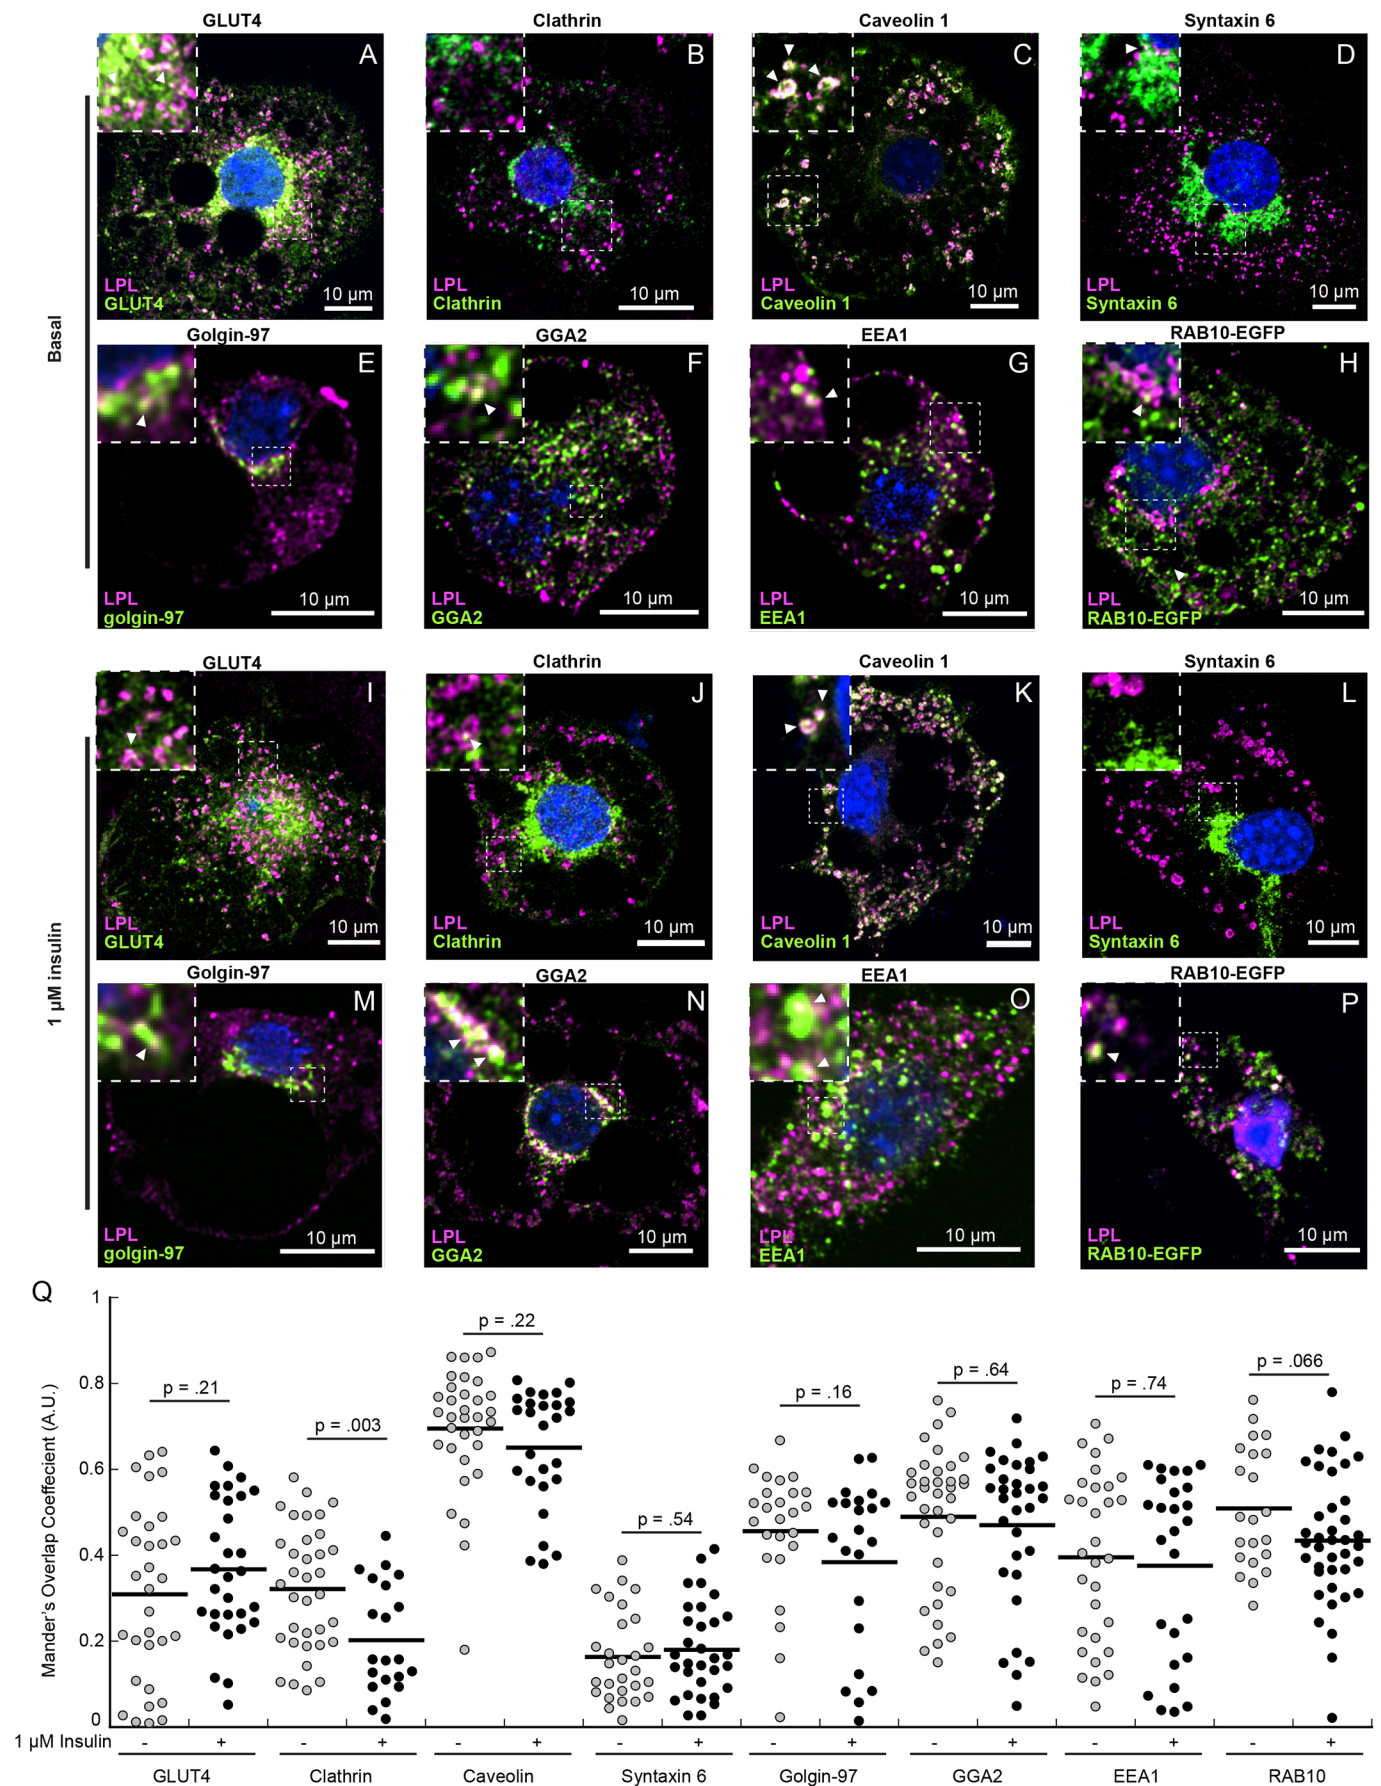 GLUT4
Clathrin
Caveolin 1
Syntaxin 6
Basal
A
LPL
GLUT4
10 µm
B
LPL
Clathrin
10 µm
C
LPL
Caveolin 1
10 µm
D
LPL
Syntaxin 6
10 µm
Golgin-97
GGA2
EEA1
RAB10-EGFP
E
LPL
golgin-97
10 µm
F
LPL
GGA2
10 µm
G
LPL
EEA1
10 µm
H
LPL
RAB10-EGFP
10 µm
GLUT4
Clathrin
Caveolin 1
Syntaxin 6
1 µM insulin
I
LPL
GLUT4
10 µm
J
LPL
Clathrin
10 µm
K
LPL
Caveolin 1
10 µm
L
LPL
Syntaxin 6
10 µm
Golgin-97
GGA2
EEA1
RAB10-EGFP
M
LPL
golgin-97
10 µm
N
LPL
GGA2
10 µm
O
LPL
EEA1
10 µm
P
LPL
RAB10-EGFP
10 µm
Q
Mander's Overlap Coeffecient (A.U.)
1
0.8
0.6
0.4
0.2
0
p = .21
p = .003
p = .22
p = .54
p = .16
p = .64
p = .74
p = .066
1 µM Insulin - + - + - + - + - + - + - + - +
GLUT4 Clathrin Caveolin Syntaxin 6 Golgin-97 GGA2 EEA1 RAB10